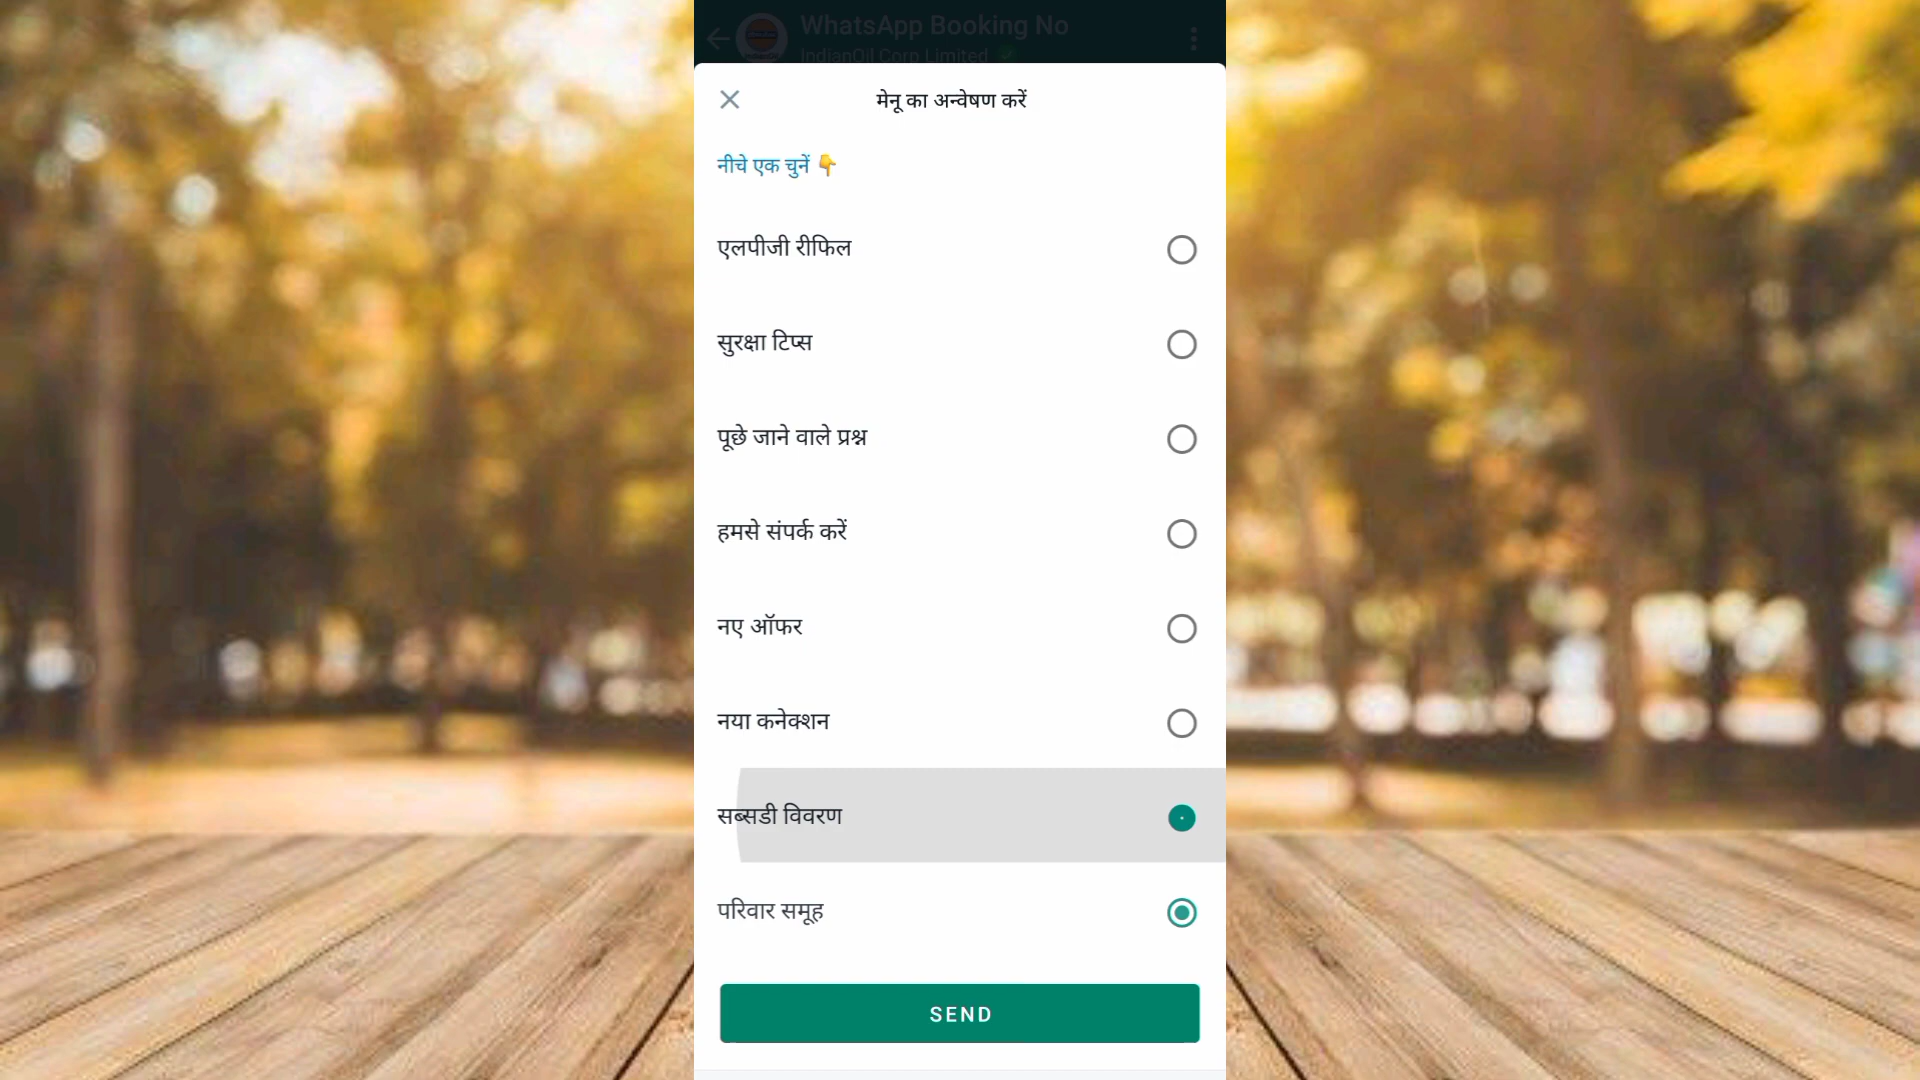 WhatsApp Booking No
IndianOil Corp Limited
मेनू का अन्वेषण करें
नीचे एक चुनें 👇
एलपीजी रीफिल
सुरक्षा टिप्स
पूछे जाने वाले प्रश्न
हमसे संपर्क करें
नए ऑफर
नया कनेक्शन
सब्सडी विवरण
परिवार समूह
SEND